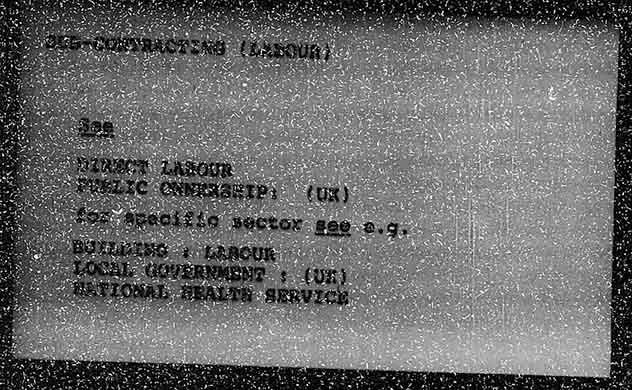 SUB-CONTRACTING (LABOUR)
See
DIRECT LABOUR
PUBLIC OWNERSHIP: (UK)
for specific sector see e.g.
BUILDING : LABOUR
LOCAL GOVERNMENT : (UK)
NATIONAL HEALTH SERVICE